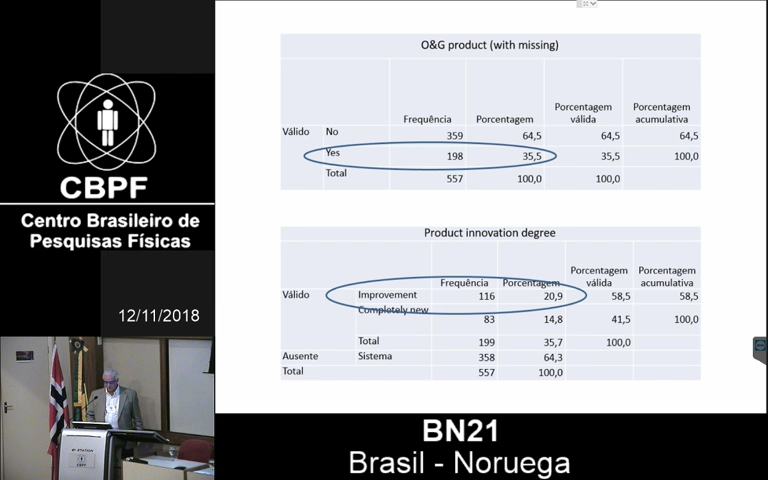 CBPF
Centro Brasileiro de
Pesquisas Físicas
12/11/2018
O&G product (with missing)
Frequência Porcentagem Porcentagem válida Porcentagem acumulativa
Válido No 359 64,5 64,5 64,5
Yes 198 35,5 35,5 100,0
Total 557 100,0 100,0
Product innovation degree
Frequência Porcentagem Porcentagem válida Porcentagem acumulativa
Válido Improvement 116 20,9 58,5 58,5
Completely new 83 14,8 41,5 100,0
Total 199 35,7 100,0
Ausente Sistema 358 64,3
Total 557 100,0
CBPF
BN21
Brasil - Noruega